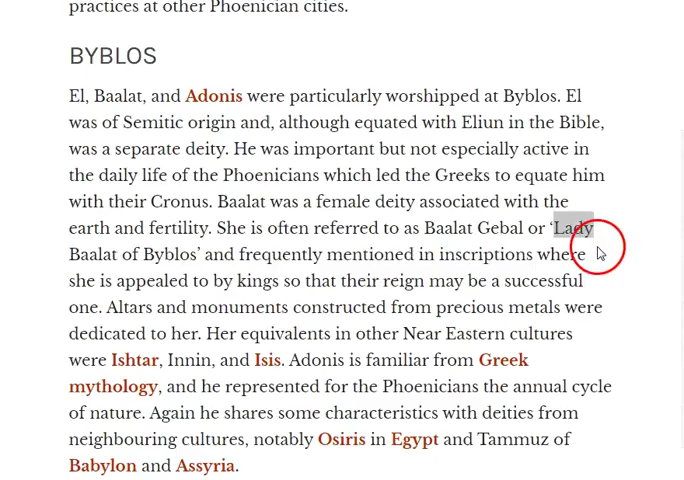 practices at other Phoenician cities.
BYBLOS
El, Baalat, and Adonis were particularly worshipped at Byblos. El
was of Semitic origin and, although equated with Eliun in the Bible,
was a separate deity. He was important but not especially active in
the daily life of the Phoenicians which led the Greeks to equate him
with their Cronus. Baalat was a female deity associated with the
earth and fertility. She is often referred to as Baalat Gebal or ‘Lady
Baalat of Byblos’ and frequently mentioned in inscriptions where
she is appealed to by kings so that their reign may be a successful
one. Altars and monuments constructed from precious metals were
dedicated to her. Her equivalents in other Near Eastern cultures
were Ishtar, Innin, and Isis. Adonis is familiar from Greek
mythology, and he represented for the Phoenicians the annual cycle
of nature. Again he shares some characteristics with deities from
neighbouring cultures, notably Osiris in Egypt and Tammuz of
Babylon and Assyria.